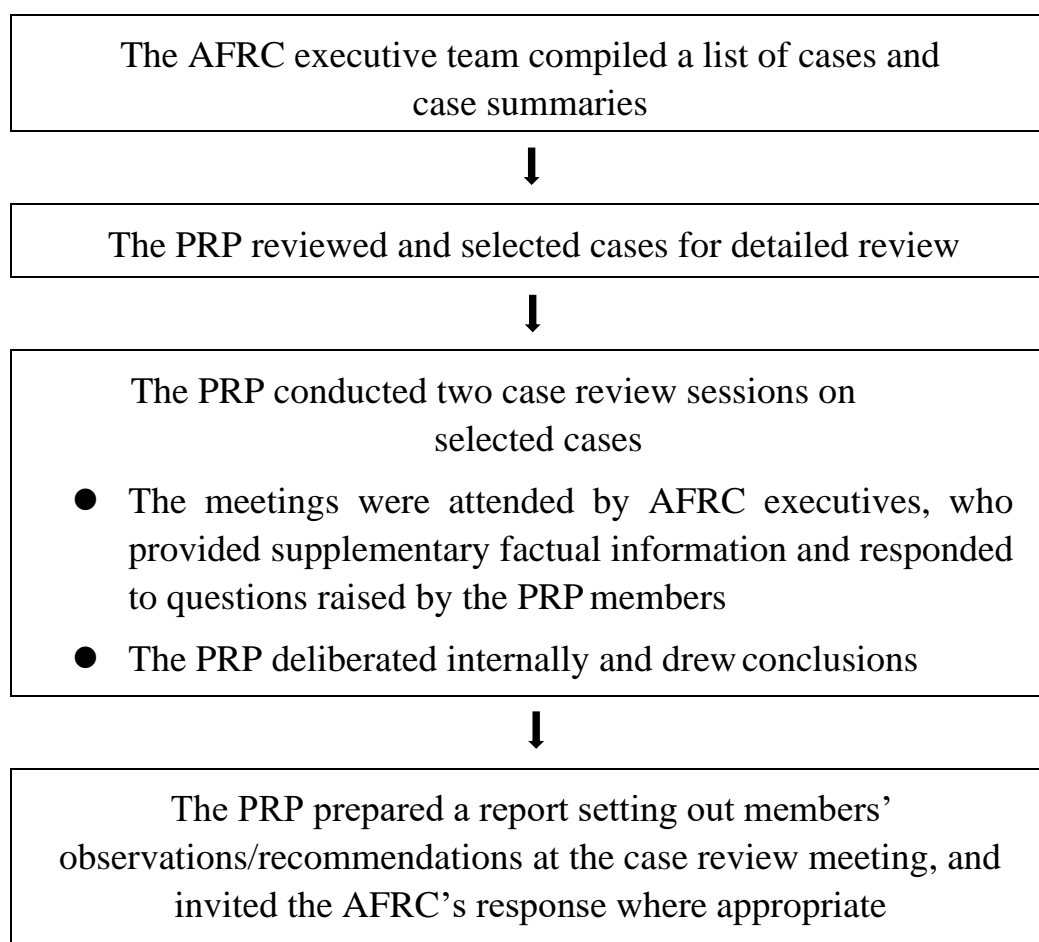 The AFRC executive team compiled a list of cases and
case summaries
The PRP reviewed and selected cases for detailed review
The PRP conducted two case review sessions on
selected cases
● The meetings were attended by AFRC executives, who
provided supplementary factual information and responded
to questions raised by the PRP members
● The PRP deliberated internally and drew conclusions
The PRP prepared a report setting out members’
observations/recommendations at the case review meeting, and
invited the AFRC’s response where appropriate